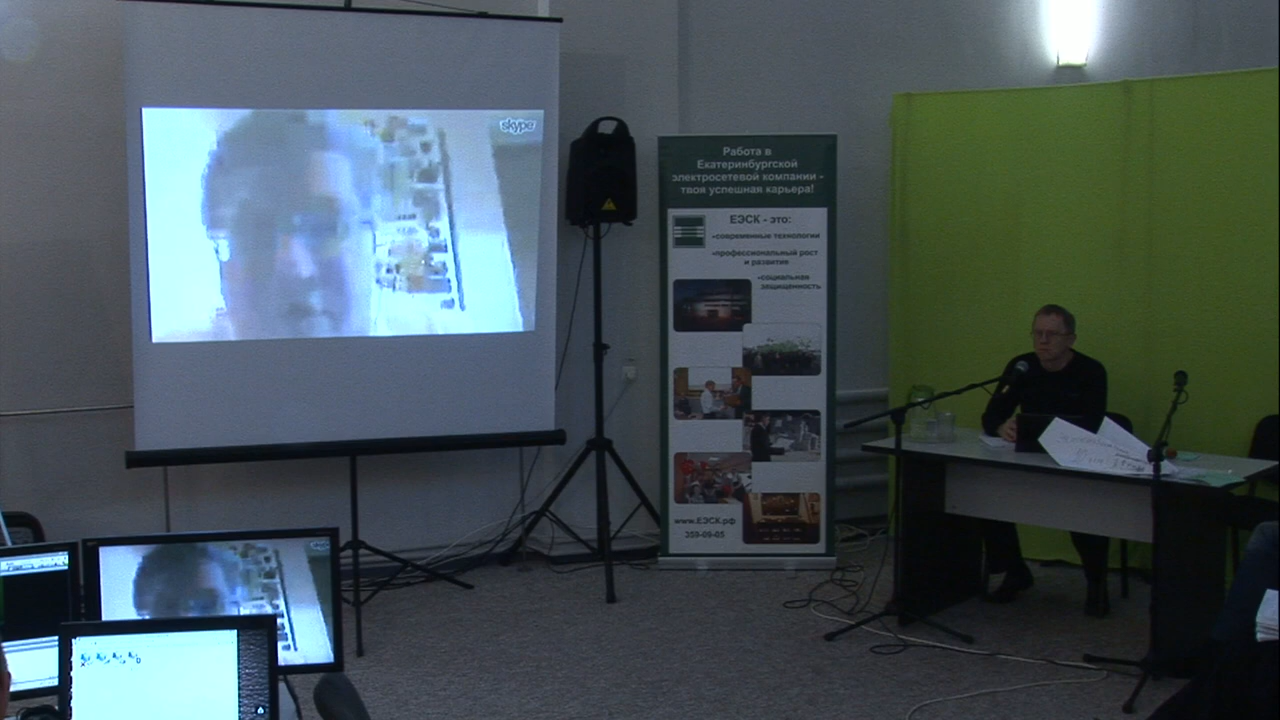 skype
Работа в
Екатеринбургской
электросетевой компании -
твоя успешная карьера!
ЕЭСК - это:
•современные технологии
•профессиональный рост
и развитие
•социальная
защищенность
www.ЕЭСК.рф
359-09-05